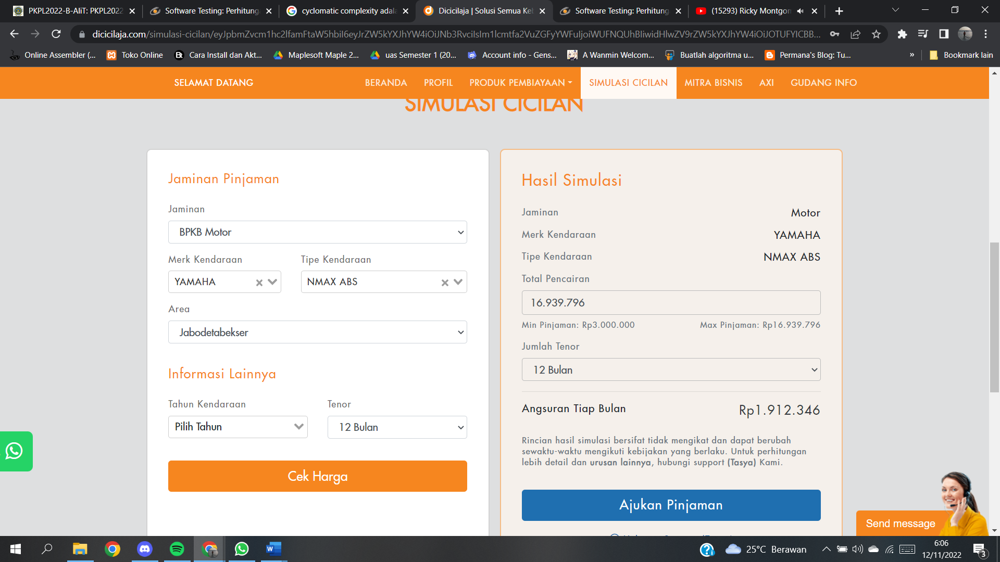 PKPL2022-B-AliT: PKPL2022
Software Testing: Perhitung
cyclomatic complexity adala
Dicicilaja | Solusi Semua Keb
Software Testing: Perhitung
(15293) Ricky Montgom
dicicilaja.com/simulasi-cicilan/
Online Assembler (...
Toko Online
Cara Install dan Akt...
Maplesoft Maple 2...
uas Semester 1 (20...
Account info - Gens...
A Wanmin Welcom...
Buatlah algoritma u...
Permana's Blog: Tu...
»
Bookmark lain
SELAMAT DATANG
BERANDA
PROFIL
PRODUK PEMBIAYAAN
SIMULASI CICILAN
MITRA BISNIS
AXI
GUDANG INFO
SIMULASI CICILAN
Jaminan Pinjaman
Jaminan
BPKB Motor
Merk Kendaraan
Tipe Kendaraan
YAMAHA
NMAX ABS
Area
Jabodetabekser
Informasi Lainnya
Tahun Kendaraan
Tenor
Pilih Tahun
12 Bulan
Cek Harga
Hasil Simulasi
Jaminan
Motor
Merk Kendaraan
YAMAHA
Tipe Kendaraan
NMAX ABS
Total Pencairan
16.939.796
Min Pinjaman: Rp3.000.000
Max Pinjaman: Rp16.939.796
Jumlah Tenor
12 Bulan
Angsuran Tiap Bulan
Rp1.912.346
Rincian hasil simulasi bersifat tidak mengikat dan dapat berubah
sewaktu-waktu mengikuti kebijakan yang berlaku. Untuk perhitungan
lebih detail dan urusan lainnya, hubungi support (Tasya) Kami.
Ajukan Pinjaman
Send message
25°C Berawan
6:06
12/11/2022
3